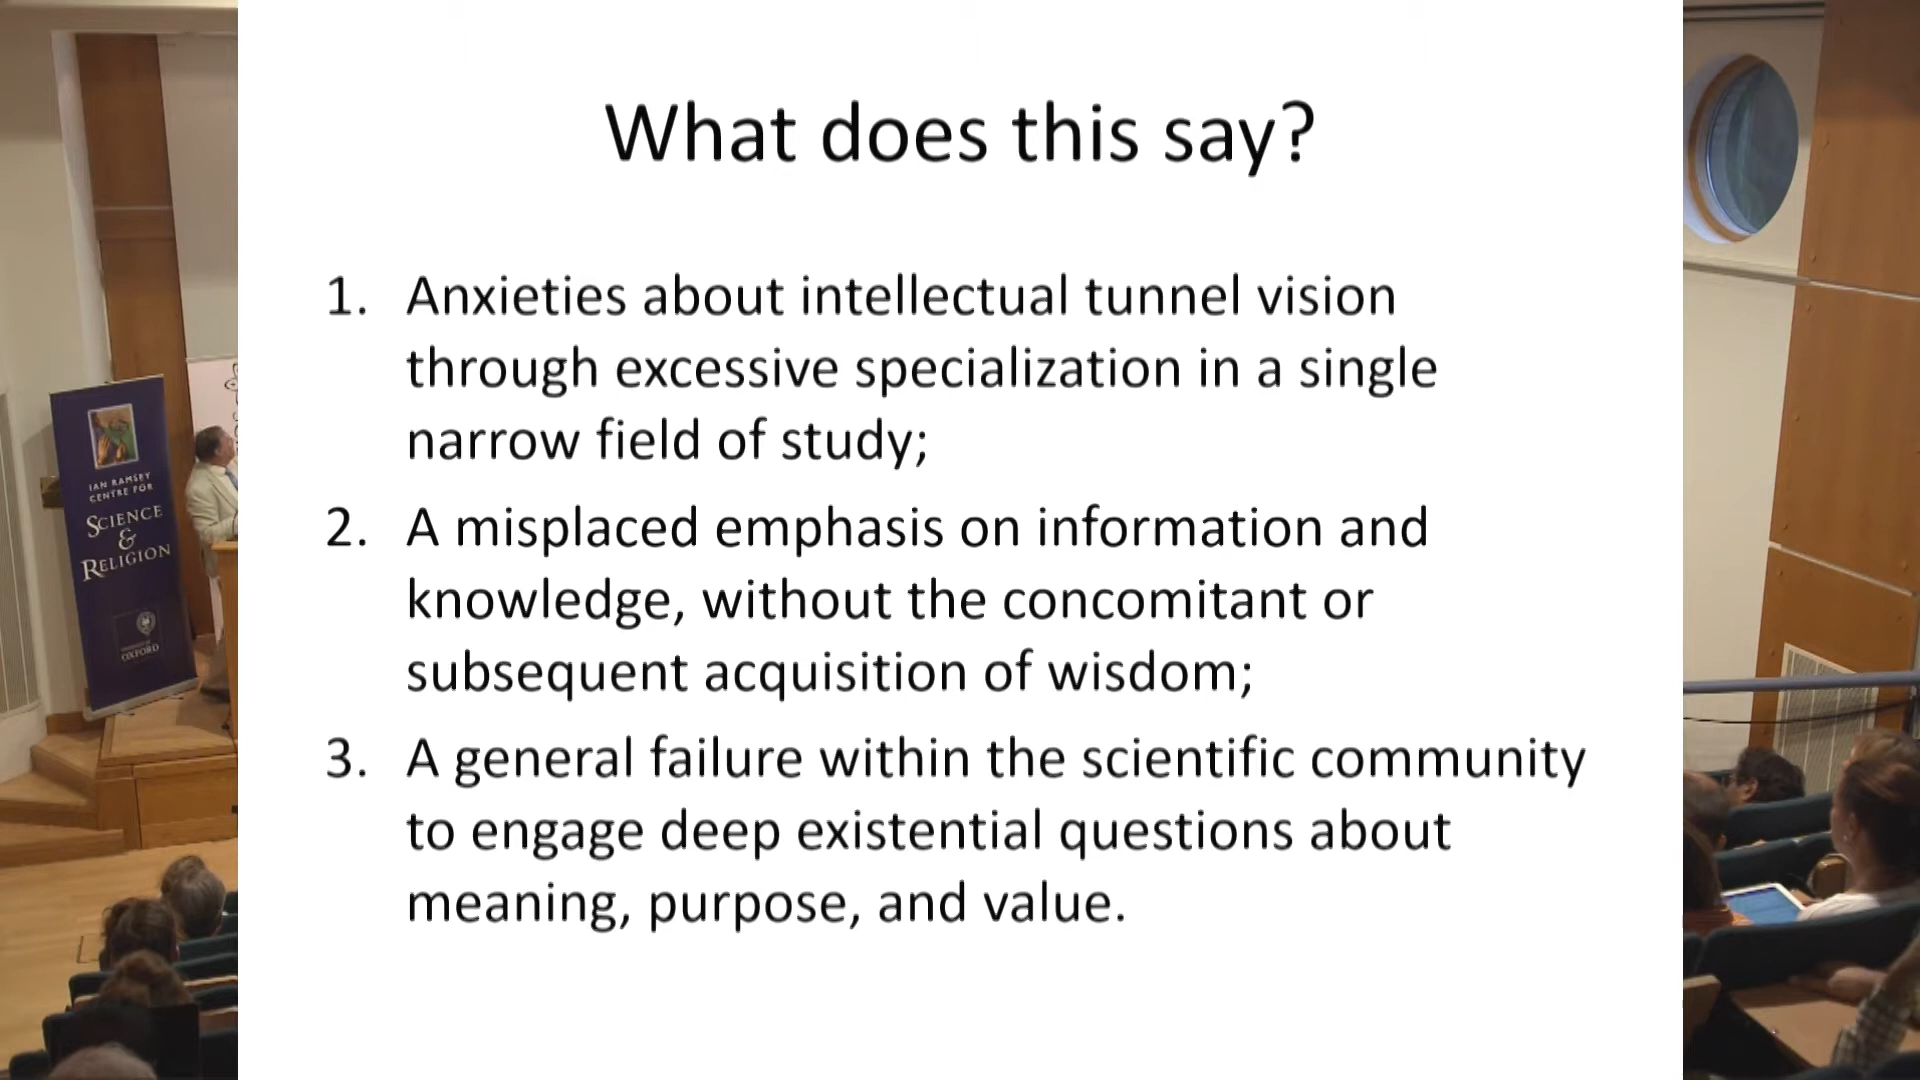 What does this say?
1. Anxieties about intellectual tunnel vision
through excessive specialization in a single
narrow field of study;
2. A misplaced emphasis on information and
knowledge, without the concomitant or
subsequent acquisition of wisdom;
3. A general failure within the scientific community
to engage deep existential questions about
meaning, purpose, and value.
IAN RAMSEY
CENTRE FOR
SCIENCE
&
RELIGION
OXFORD